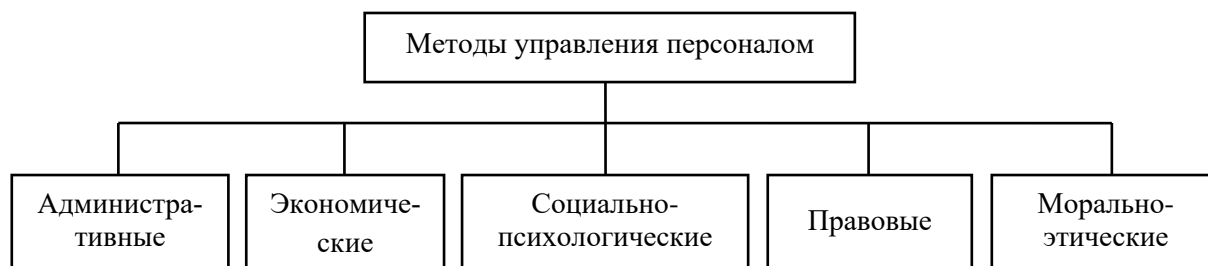 Методы управления персоналом
Администра-
тивные
Экономиче-
ские
Социально-
психологические
Правовые
Морально-
этические